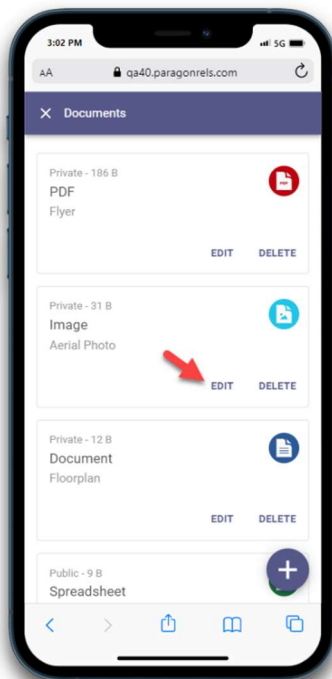 3:02 PM
5G
AA qa40.paragonrels.com
Documents
Private - 186 B
PDF
PDF
Flyer
EDIT DELETE
Private - 31 B
Image
Aerial Photo
EDIT DELETE
Private - 12 B
Document
Floorplan
EDIT DELETE
Public - 9 B
Spreadsheet